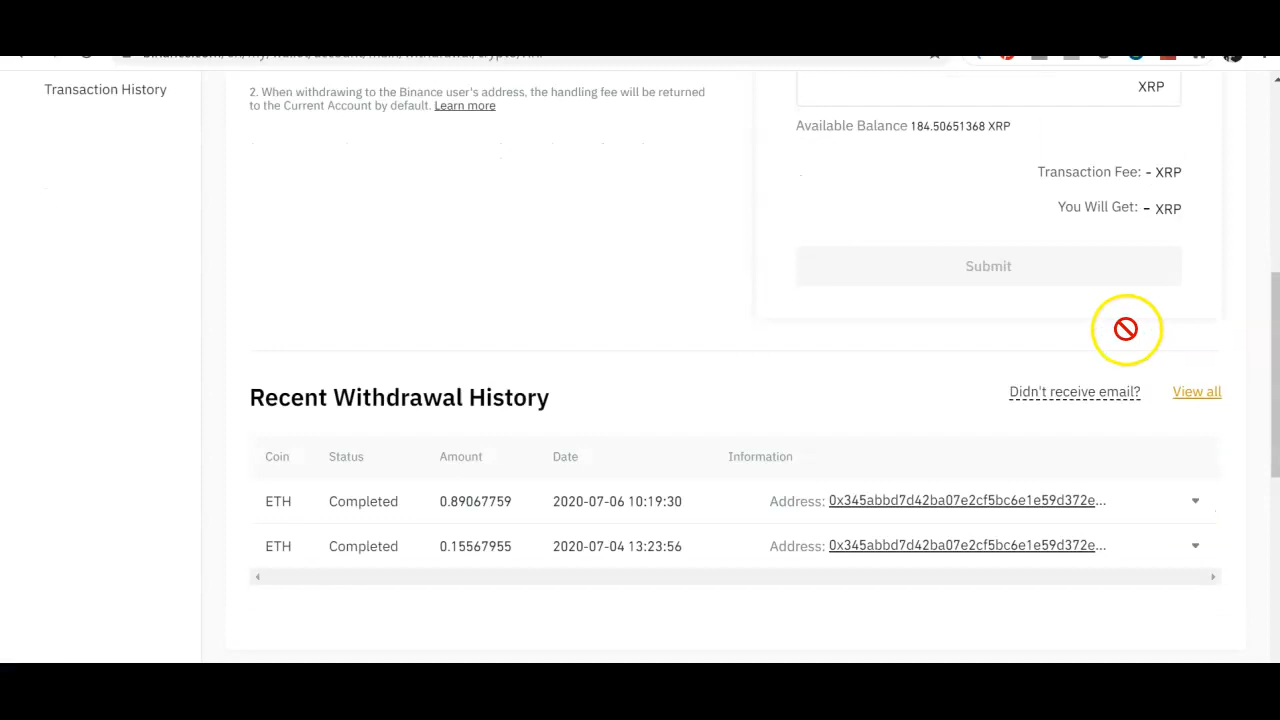 Transaction History
2. When withdrawing to the Binance user's address, the handling fee will be returned
to the Current Account by default. Learn more
XRP
Available Balance 184.50651368 XRP
Transaction Fee: - XRP
You Will Get: - XRP
Submit
Recent Withdrawal History
Didn't receive email? View all
Coin Status Amount Date Information
ETH Completed 0.89067759 2020-07-06 10:19:30 Address: 0x345abbd7d42ba07e2cf5bc6e1e59d372e...
ETH Completed 0.15567955 2020-07-04 13:23:56 Address: 0x345abbd7d42ba07e2cf5bc6e1e59d372e...